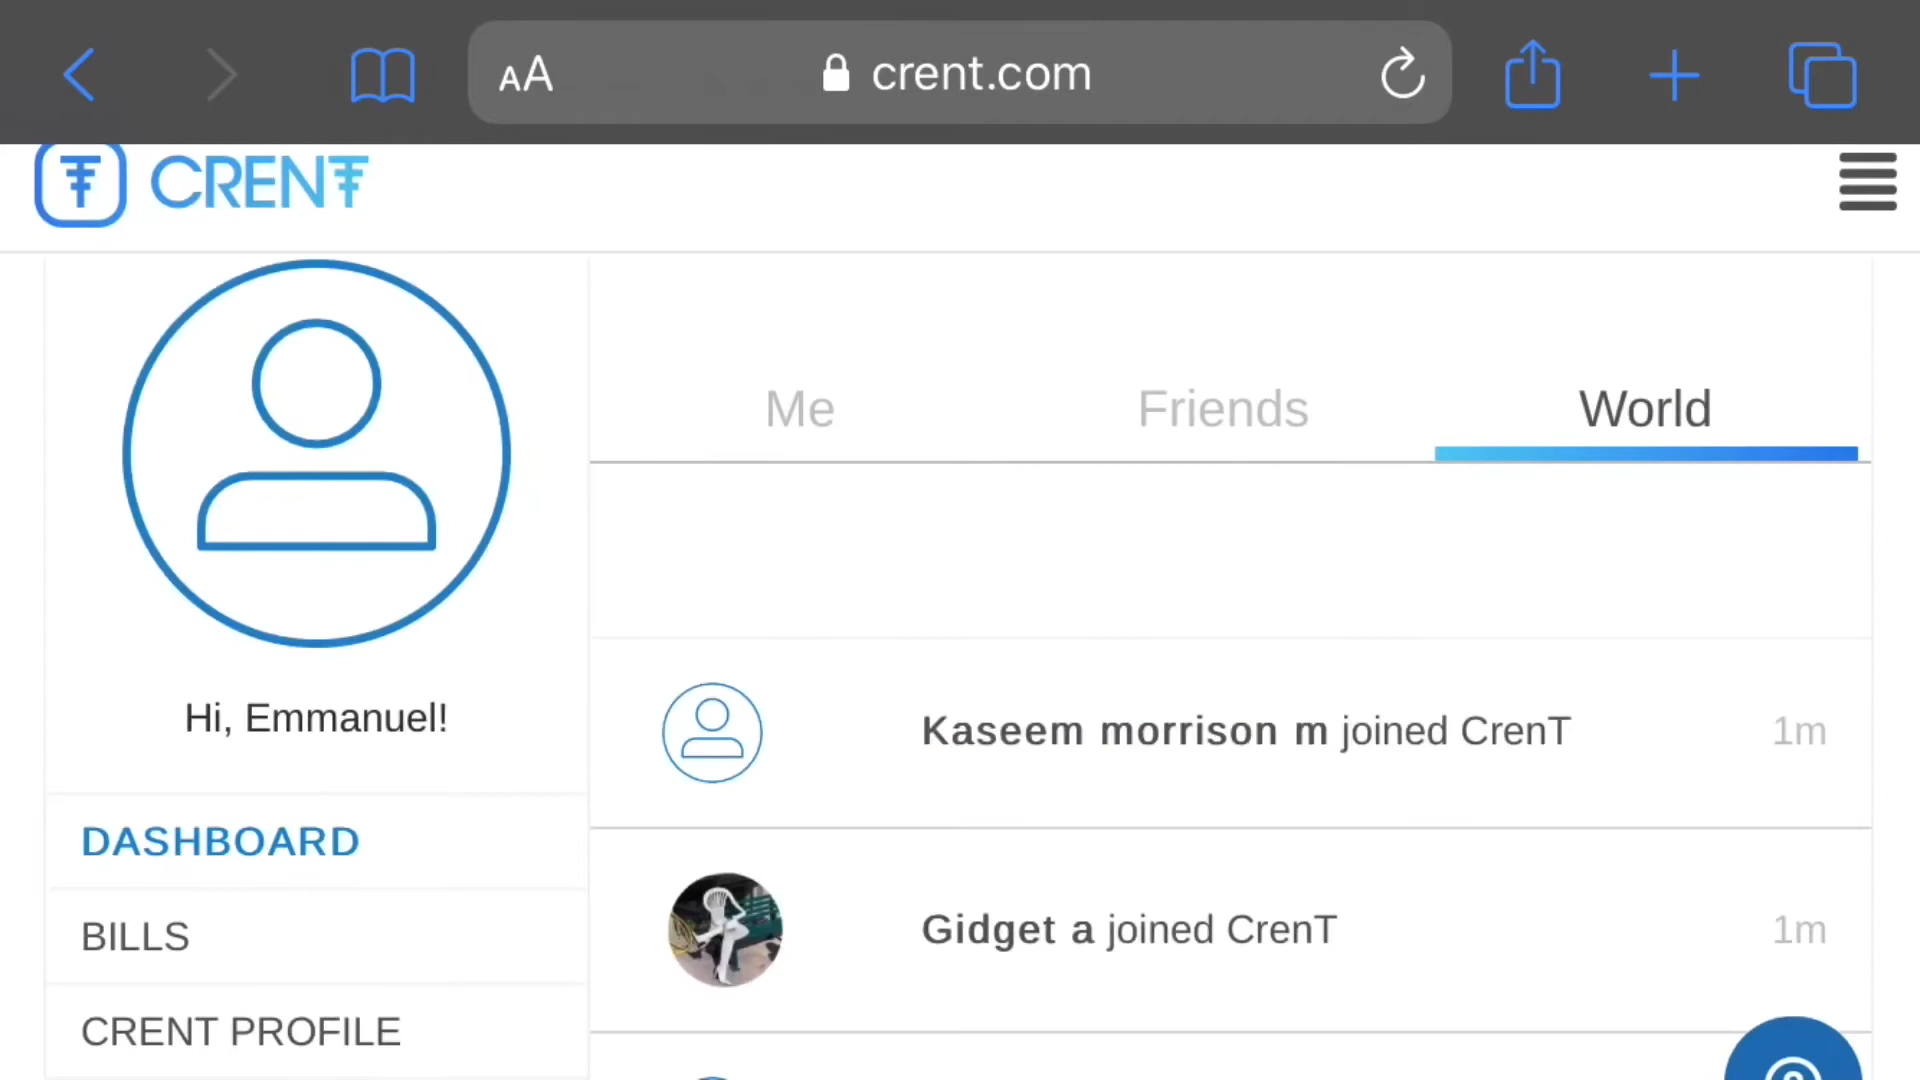 AA crent.com
CRENT
Me Friends World
Hi, Emmanuel!
Kaseem morrison m joined CrenT 1m
DASHBOARD
Gidget a joined CrenT 1m
BILLS
CRENT PROFILE